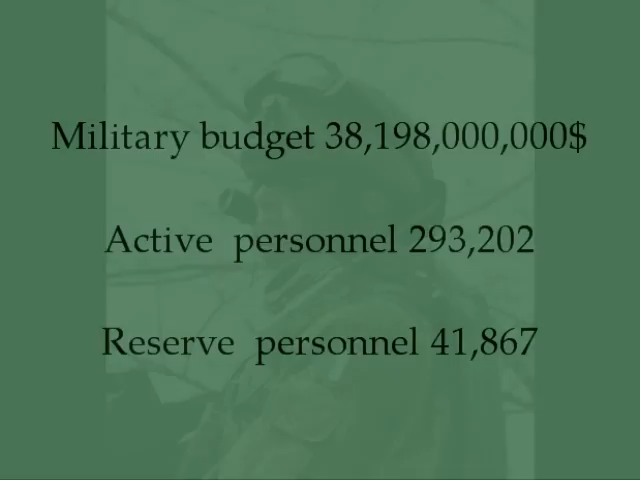 Military budget 38,198,000,000$
Active personnel 293,202
Reserve personnel 41,867